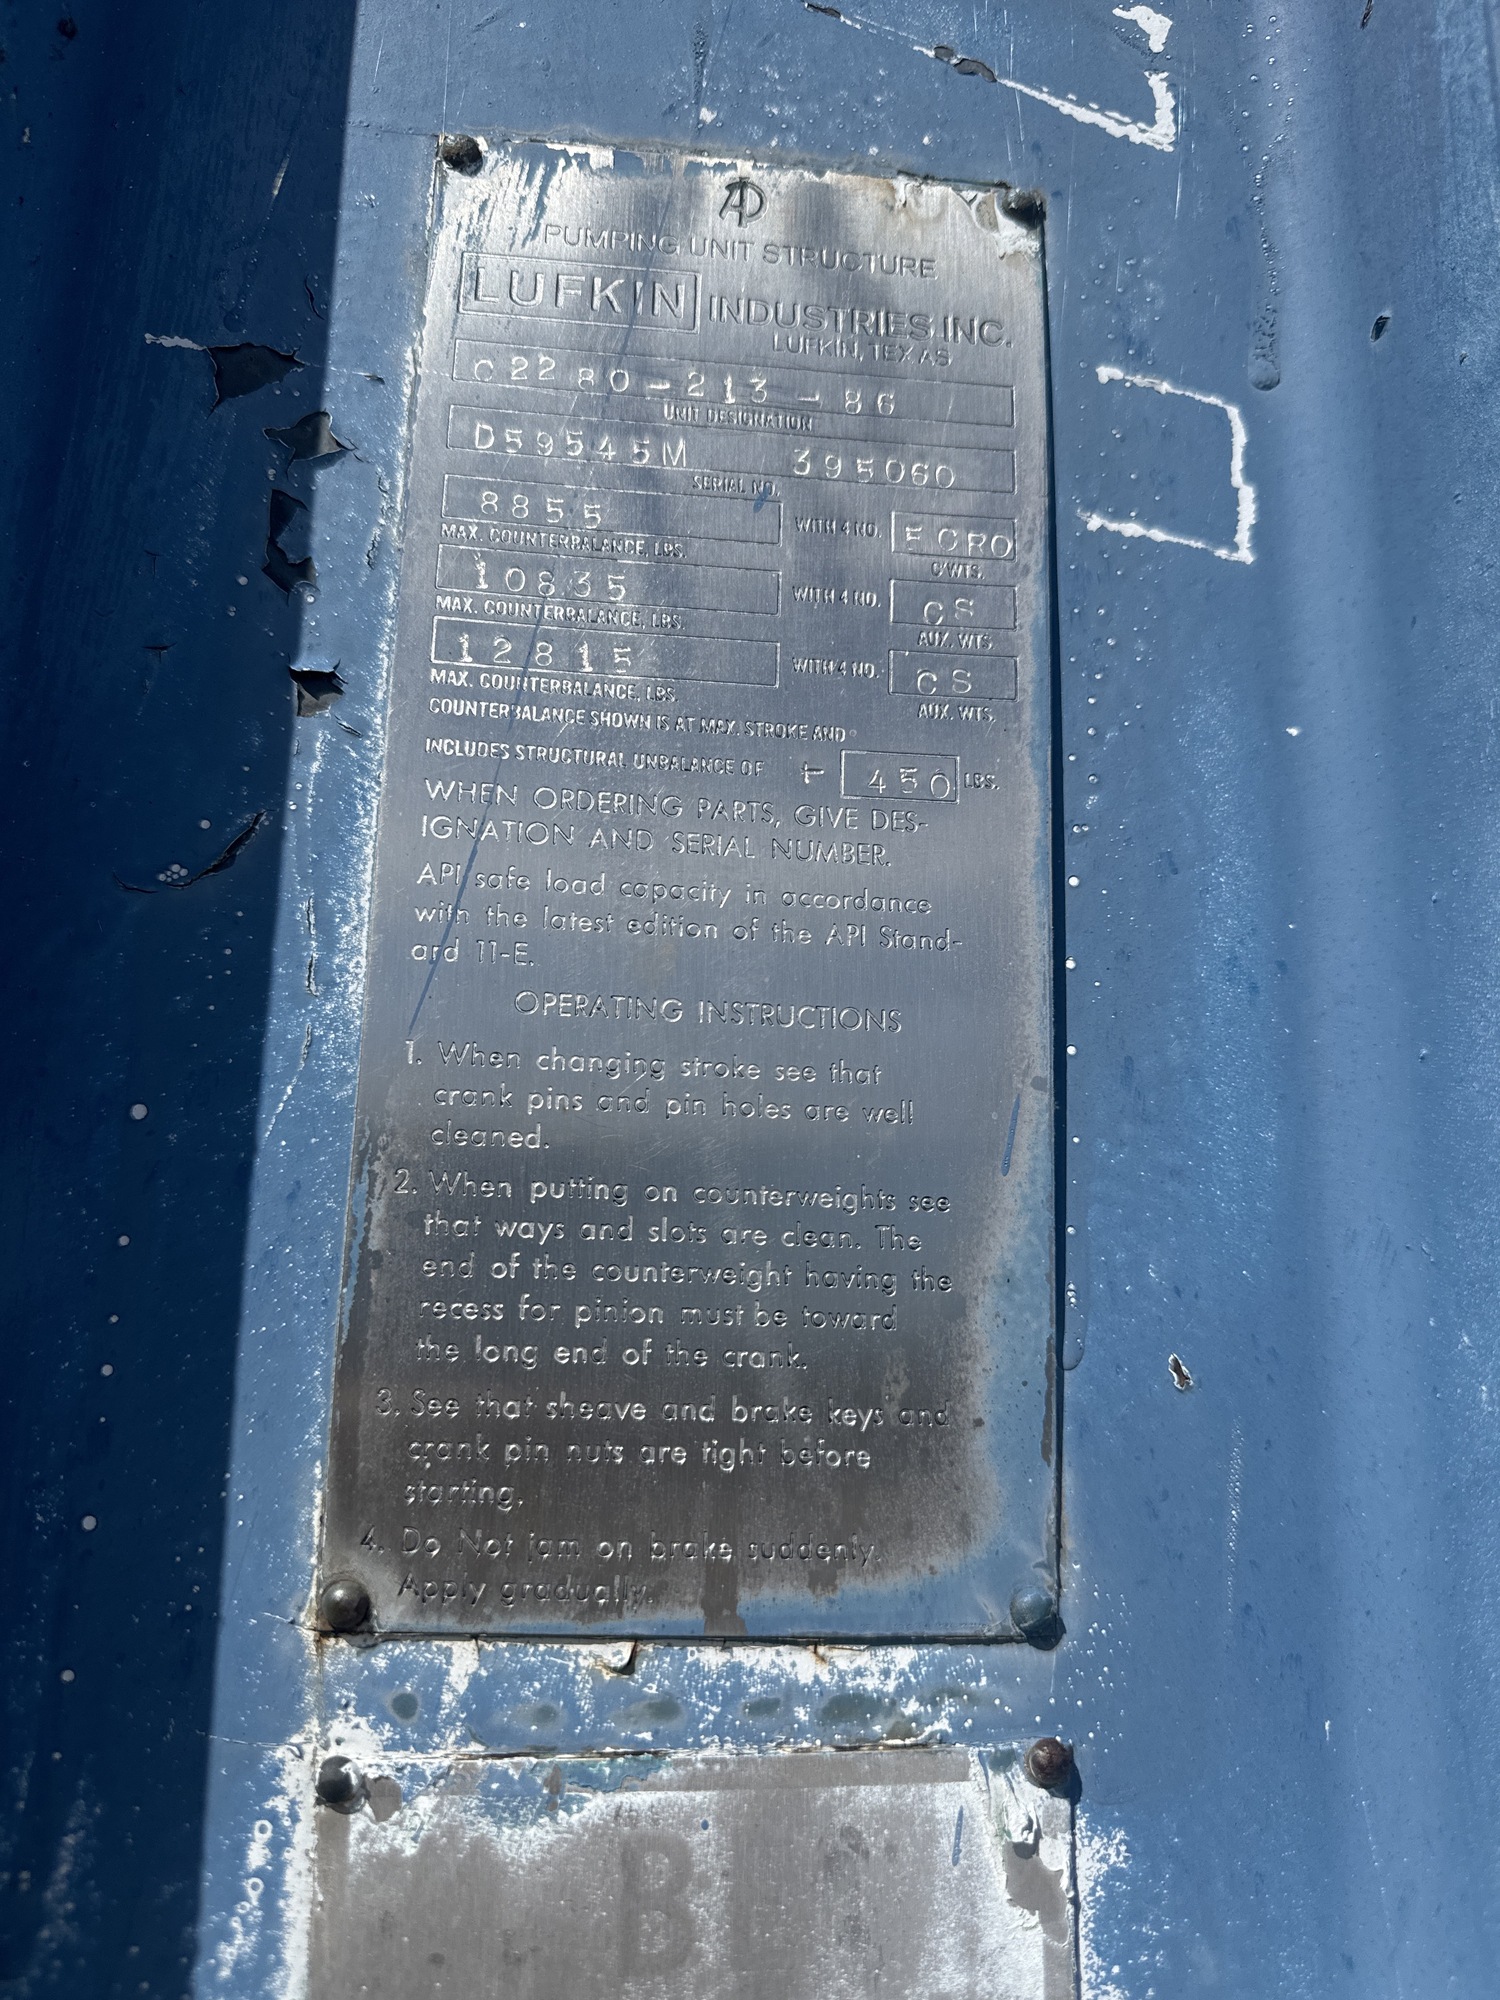 API
PUMPING UNIT STRUCTURE
LUFKIN INDUSTRIES, INC.
LUFKIN, TEXAS
C 22 80 - 213 - 86
UNIT DESIGNATION
D59545M 395060
SERIAL NO.
8855 WITH 4 NO.
MAX. COUNTERBALANCE, LBS. C'WTS.
10835 WITH 4 NO. CS
MAX. COUNTERBALANCE, LBS. AUX. WTS.
12815 WITH 4 NO. CS
MAX. COUNTERBALANCE, LBS. AUX. WTS.
COUNTERBALANCE SHOWN IS AT MAX. STROKE AND
INCLUDES STRUCTURAL UNBALANCE OF + 450 LBS.
WHEN ORDERING PARTS, GIVE DES-
IGNATION AND SERIAL NUMBER.
API safe load capacity in accordance
with the latest edition of the API Stand-
ard 11-E.
OPERATING INSTRUCTIONS
1. When changing stroke see that
crank pins and pin holes are well
cleaned.
2. When putting on counterweights see
that ways and slots are clean. The
end of the counterweight having the
recess for pinion must be toward
the long end of the crank.
3. See that sheave and brake keys and
crank pin nuts are tight before
starting.
4. Do Not jam on brake suddenly.
Apply gradually.
B